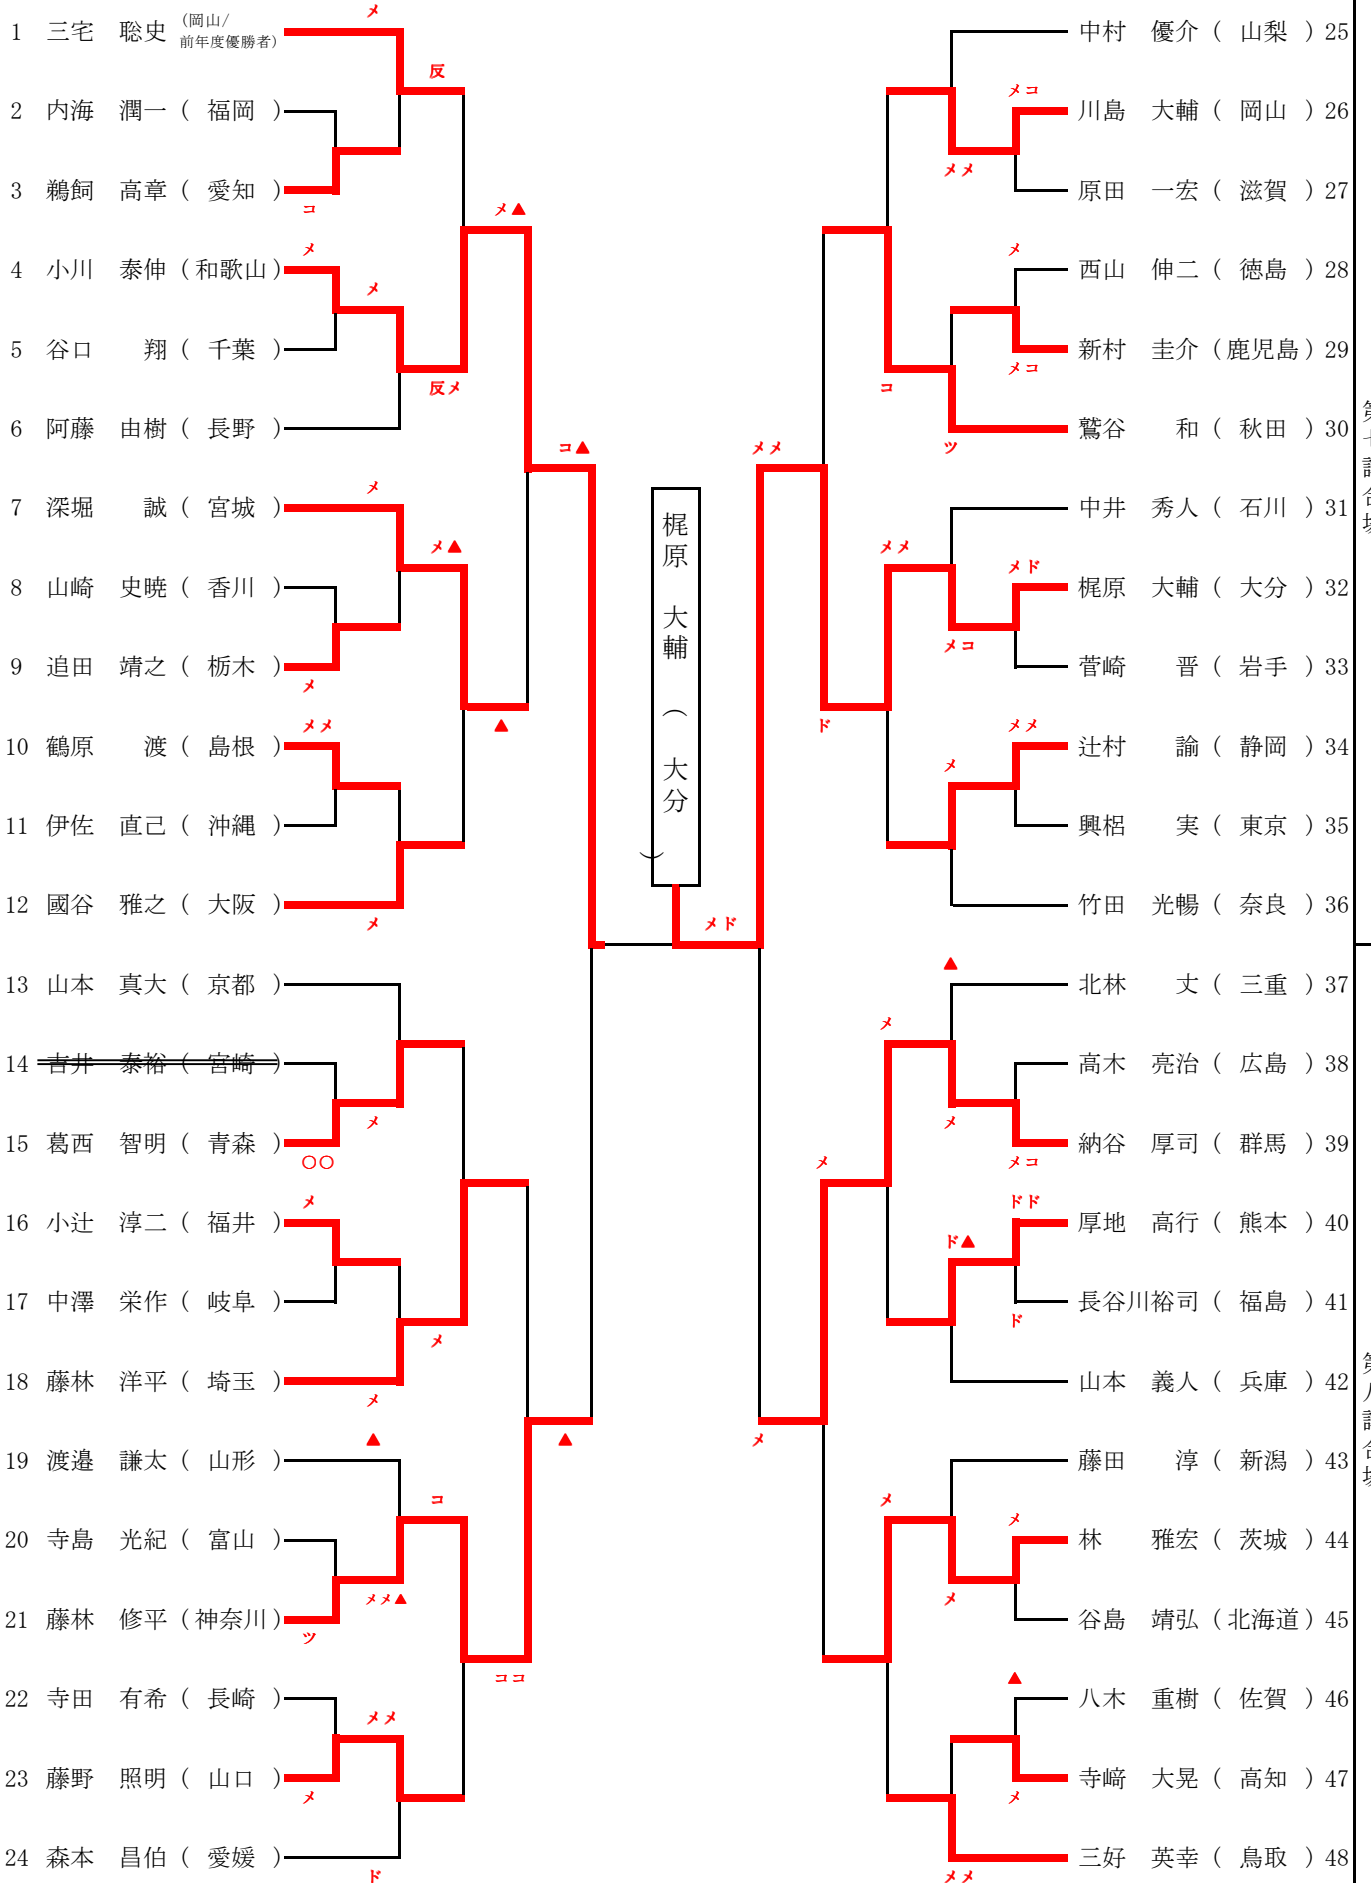 1 三宅 聡史 (岡山/前年度優勝者)
メ
反
2 内海 潤一 ( 福岡 )
3 鵜飼 高章 ( 愛知 )
コ
メ▲
4 小川 泰伸 (和歌山)
メ
メ
5 谷口 翔 ( 千葉 )
反メ
6 阿藤 由樹 ( 長野 )
コ▲
7 深堀 誠 ( 宮城 )
メ
メ▲
8 山崎 史暁 ( 香川 )
9 追田 靖之 ( 栃木 )
メ
10 鶴原 渡 ( 島根 )
メメ
▲
11 伊佐 直己 ( 沖縄 )
12 國谷 雅之 ( 大阪 )
メ
13 山本 真大 ( 京都 )
14 吉井 泰裕 ( 宮崎 )
メ
15 葛西 智明 ( 青森 )
○○
16 小辻 淳二 ( 福井 )
メ
17 中澤 栄作 ( 岐阜 )
メ
18 藤林 洋平 ( 埼玉 )
メ
19 渡邉 謙太 ( 山形 )
▲
▲
コ
20 寺島 光紀 ( 富山 )
メメ▲
21 藤林 修平 (神奈川)
ツ
ココ
22 寺田 有希 ( 長崎 )
メメ
23 藤野 照明 ( 山口 )
メ
24 森本 昌伯 ( 愛媛 )
ド
梶原 大輔 ( 大分 )
メド
中村 優介 ( 山梨 ) 25
メコ
川島 大輔 ( 岡山 ) 26
メメ
原田 一宏 ( 滋賀 ) 27
メ
西山 伸二 ( 徳島 ) 28
新村 圭介 (鹿児島) 29
メコ
コ
鷲谷 和 ( 秋田 ) 30
ツ
メメ
中井 秀人 ( 石川 ) 31
メメ
メド
梶原 大輔 ( 大分 ) 32
メコ
菅崎 晋 ( 岩手 ) 33
ド
メメ
辻村 諭 ( 静岡 ) 34
メ
興梠 実 ( 東京 ) 35
竹田 光暢 ( 奈良 ) 36
▲
北林 丈 ( 三重 ) 37
メ
高木 亮治 ( 広島 ) 38
メ
納谷 厚司 ( 群馬 ) 39
メコ
メ
ドド
厚地 高行 ( 熊本 ) 40
ド▲
長谷川裕司 ( 福島 ) 41
ド
山本 義人 ( 兵庫 ) 42
メ
藤田 淳 ( 新潟 ) 43
メ
メ
林 雅宏 ( 茨城 ) 44
メ
谷島 靖弘 (北海道) 45
▲
八木 重樹 ( 佐賀 ) 46
寺﨑 大晃 ( 高知 ) 47
メ
三好 英幸 ( 鳥取 ) 48
メメ